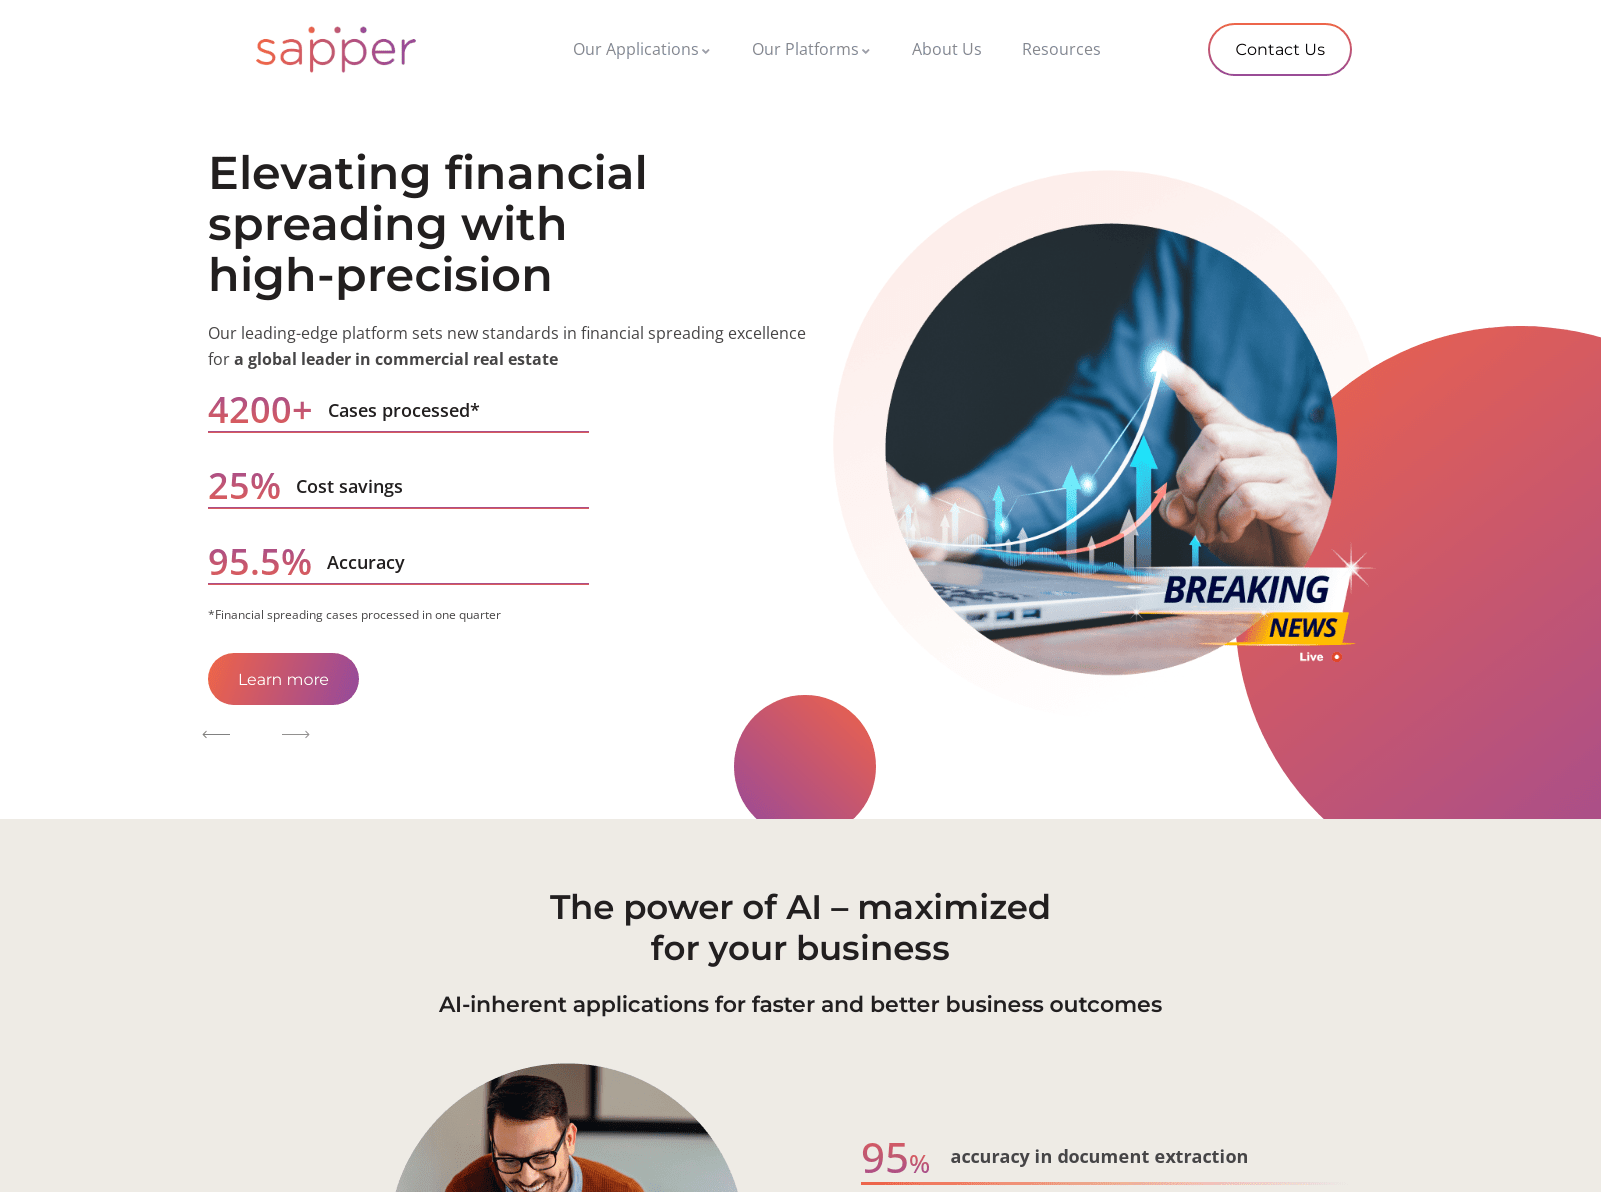 sapper
Our Applications
Our Platforms
About Us
Resources
Contact Us
Elevating financial
spreading with
high-precision
Our leading-edge platform sets new standards in financial spreading excellence
for a global leader in commercial real estate
4200+ Cases processed*
25% Cost savings
95.5% Accuracy
*Financial spreading cases processed in one quarter
Learn more
BREAKING
NEWS
Live
The power of AI – maximized
for your business
AI-inherent applications for faster and better business outcomes
95% accuracy in document extraction